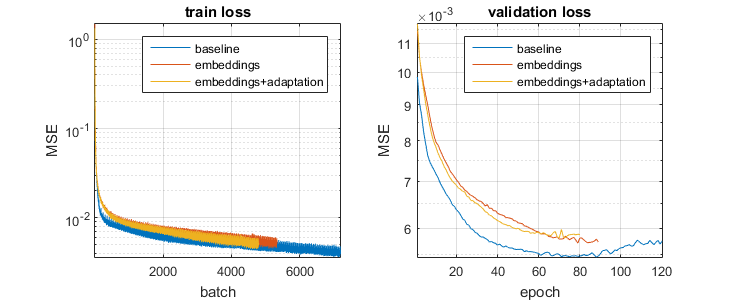 train loss
MSE
10^0
10^-1
10^-2
baseline
embeddings
embeddings+adaptation
2000
4000
6000
batch
validation loss
×10^-3
MSE
11
10
9
8
7
6
baseline
embeddings
embeddings+adaptation
20
40
60
80
100
120
epoch